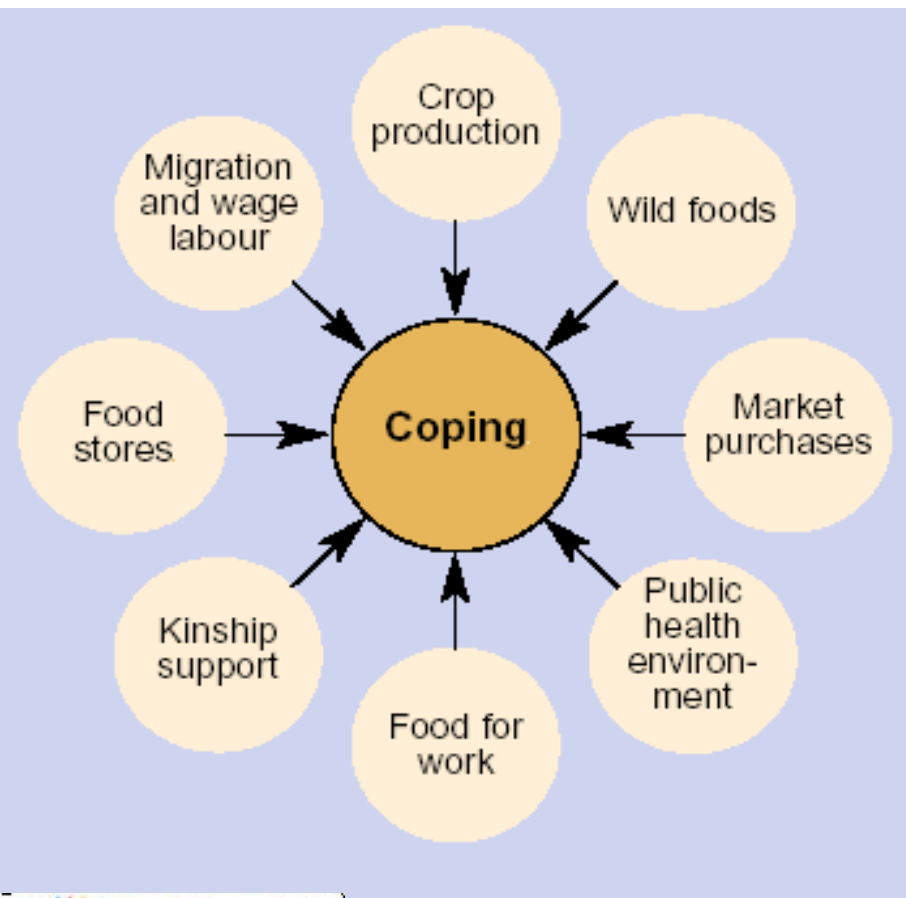 Crop
production
Wild foods
Market
purchases
Public
health
environ-
ment
Food for
work
Kinship
support
Food
stores
Migration
and wage
labour
Coping